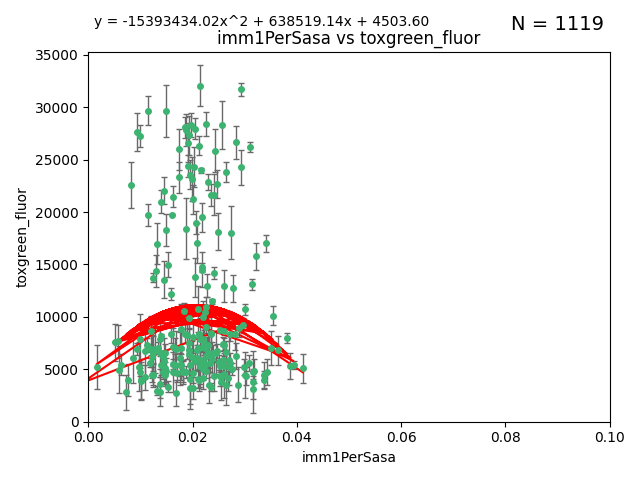 y = -15393434.02x^2 + 638519.14x + 4503.60
N = 1119
imm1PerSasa vs toxgreen_fluor
35000
30000
25000
20000
15000
10000
5000
0
toxgreen_fluor
0.00 0.02 0.04 0.06 0.08 0.10
imm1PerSasa